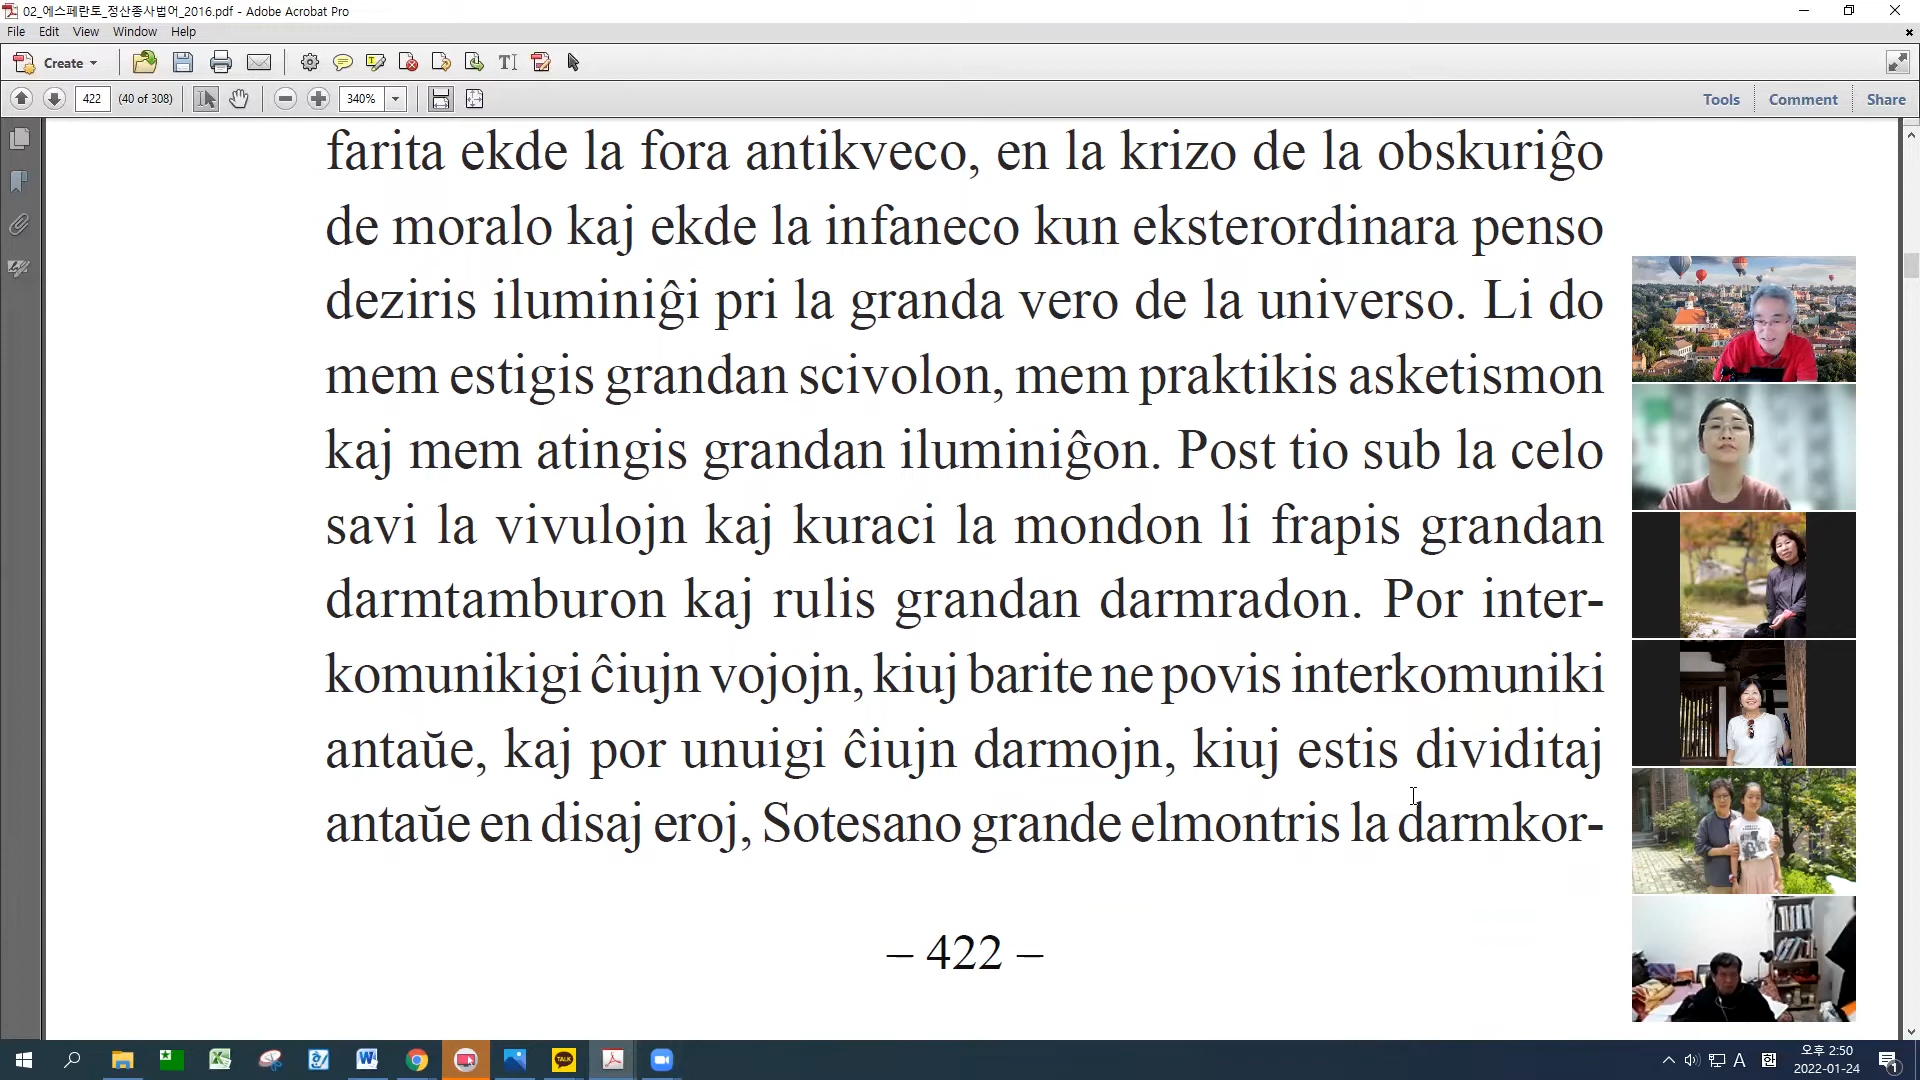 02_에스페란토_정산종사법어_2016.pdf - Adobe Acrobat Pro
File Edit View Window Help
Create
422 (40 of 308) 340% Tools Comment Share
farita ekde la fora antikveco, en la krizo de la obskuriĝo
de moralo kaj ekde la infaneco kun eksterordinara penso
deziris iluminiĝi pri la granda vero de la universo. Li do
mem estigis grandan scivolon, mem praktikis asketismon
kaj mem atingis grandan iluminiĝon. Post tio sub la celo
savi la vivulojn kaj kuraci la mondon li frapis grandan
darmtamburon kaj rulis grandan darmradon. Por inter-
komunikigi ĉiujn vojojn, kiuj barite ne povis interkomuniki
antaŭe, kaj por unuigi ĉiujn darmojn, kiuj estis dividitaj
antaŭe en disaj eroj, Sotesano grande elmontris la darmkor-
– 422 –
TALK
A 한 오후 2:50
2022-01-24
1